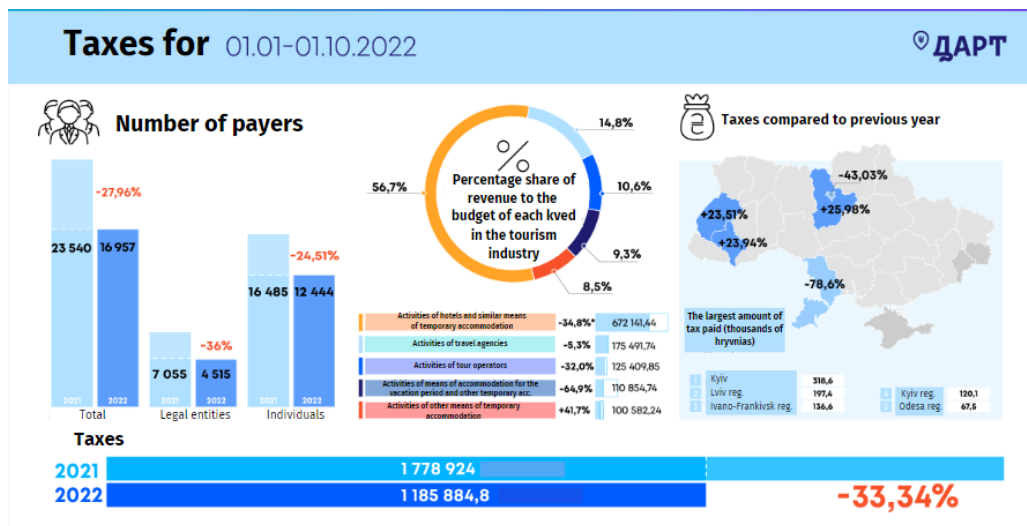 Taxes for 01.01-01.10.2022
ДАРТ
Number of payers
-27,96%
23 540 16 957
2021 2022
Total
-36%
7 055 4 515
2021 2022
Legal entities
-24,51%
16 485 12 444
2021 2022
Individuals
%
Percentage share of
revenue to the
budget of each kved
in the tourism
industry
56,7%
14,8%
10,6%
9,3%
8,5%
Activities of hotels and similar means
of temporary accommodation
-34,8%* 672 141,44
Activities of travel agencies
-5,3% 175 491,74
Activities of tour operators
-32,0% 125 409,85
Activities of means of accommodation for the
vacation period and other temporary acc.
-64,9% 110 854,74
Activities of other means of temporary
accommodation
+41,7% 100 582,24
₴
Taxes compared to previous year
-43,03%
+25,98%
+23,51%
+23,94%
-78,6%
The largest amount of
tax paid (thousands of
hryvnias)
1 Kyiv 318,6
2 Lviv reg. 197,4
3 Ivano-Frankivsk reg. 136,6
4 Kyiv reg. 120,1
5 Odesa reg. 67,5
Taxes
2021 1 778 924
2022 1 185 884,8
-33,34%